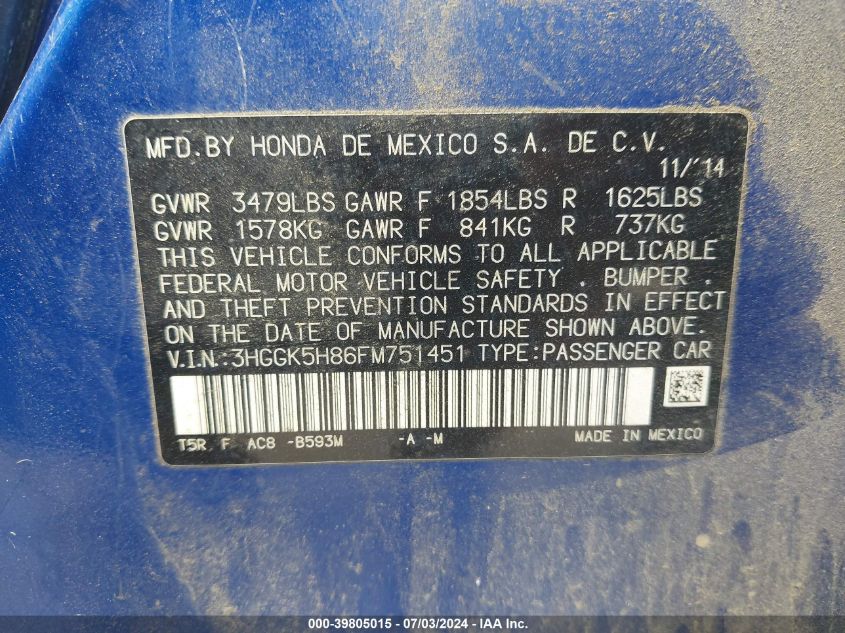 MFD.BY HONDA DE MEXICO S.A. DE C.V.
11/'14
GVWR 3479LBS GAWR F 1854LBS R 1625LBS
GVWR 1578KG GAWR F 841KG R 737KG
THIS VEHICLE CONFORMS TO ALL APPLICABLE
FEDERAL MOTOR VEHICLE SAFETY . BUMPER .
AND THEFT PREVENTION STANDARDS IN EFFECT
ON THE DATE OF MANUFACTURE SHOWN ABOVE.
V.I.N.:3HGGK5H86FM751451 TYPE:PASSENGER CAR
T5R F AC8 -B593M -A -M MADE IN MEXICO
000-39805015 - 07/03/2024 - IAA Inc.